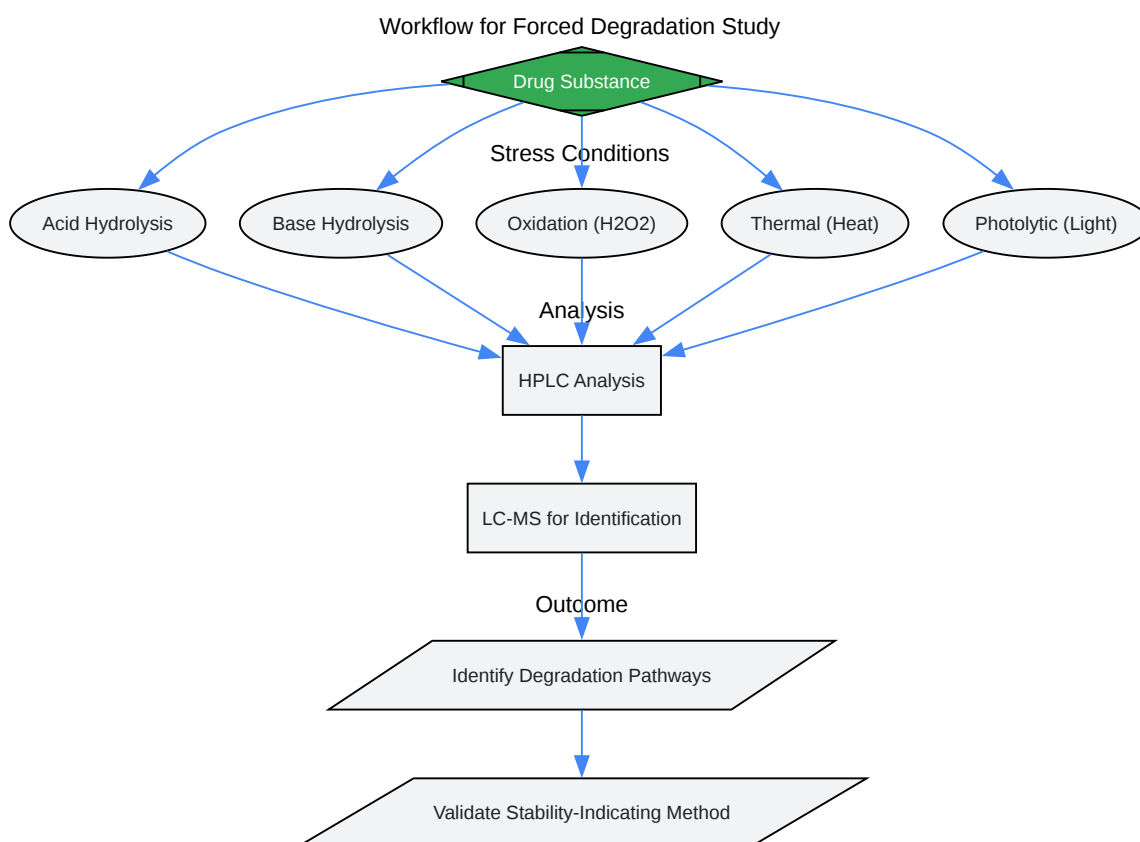 Workflow for Forced Degradation Study
Drug Substance
Stress Conditions
Acid Hydrolysis
Base Hydrolysis
Oxidation (H2O2)
Thermal (Heat)
Photolytic (Light)
Analysis
HPLC Analysis
LC-MS for Identification
Outcome
Identify Degradation Pathways
Validate Stability-Indicating Method